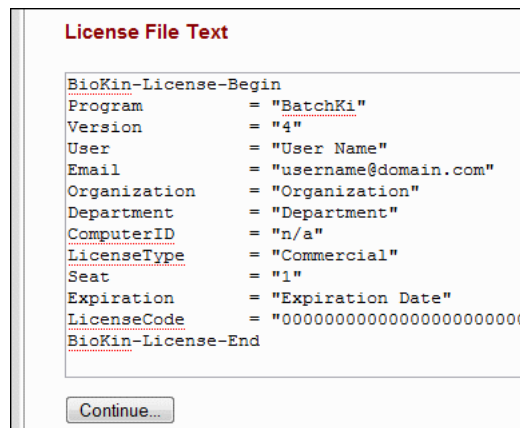 License File Text
BioKin-License-Begin
Program = "BatchKi"
Version = "4"
User = "User Name"
Email = "username@domain.com"
Organization = "Organization"
Department = "Department"
ComputerID = "n/a"
LicenseType = "Commercial"
Seat = "1"
Expiration = "Expiration Date"
LicenseCode = "00000000000000000000000
BioKin-License-End
Continue...